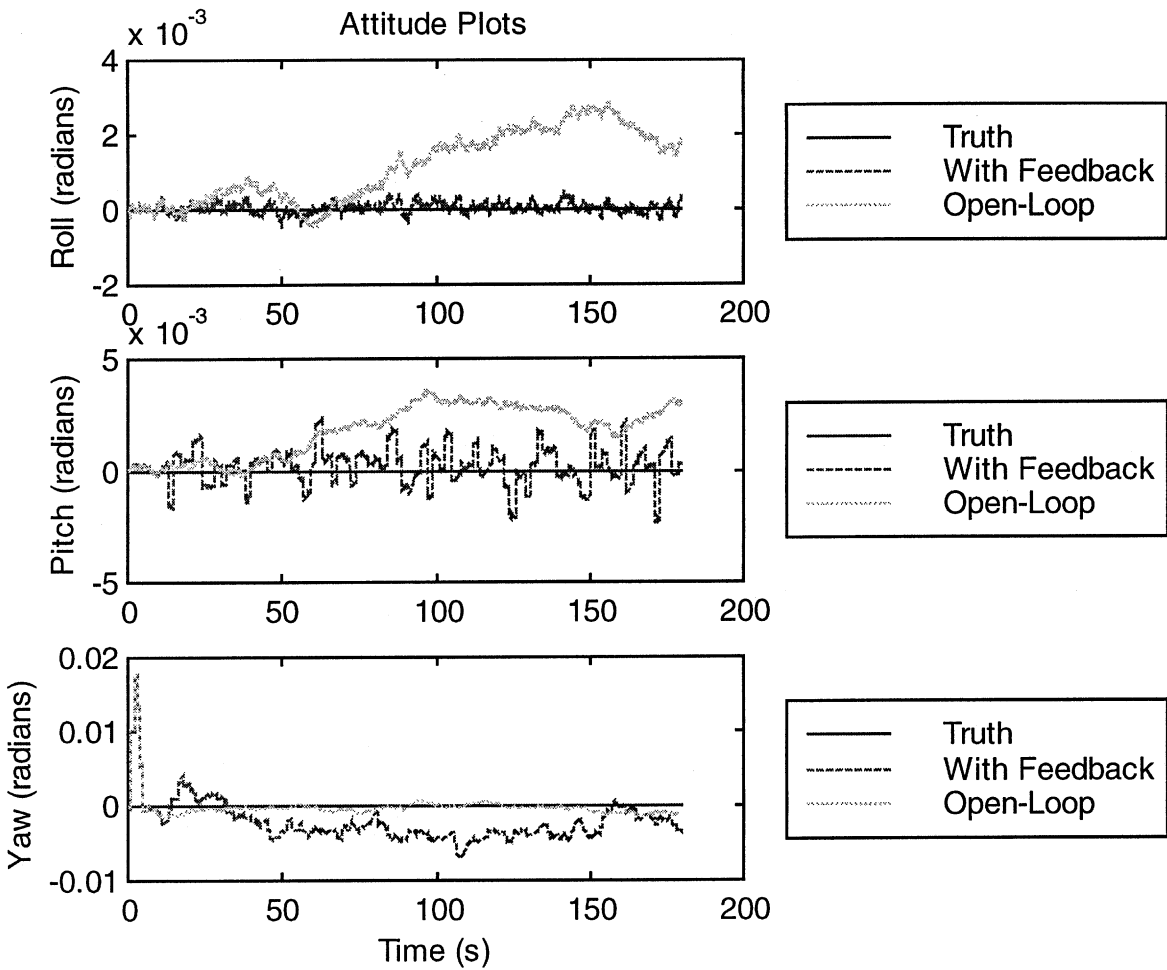 Attitude Plots
x 10⁻³
4
2
0
-2
Roll (radians)
0 50 100 150 200
Truth
With Feedback
Open-Loop
x 10⁻³
5
0
-5
Pitch (radians)
0 50 100 150 200
Truth
With Feedback
Open-Loop
0.02
0.01
0
-0.01
Yaw (radians)
0 50 100 150 200
Time (s)
Truth
With Feedback
Open-Loop